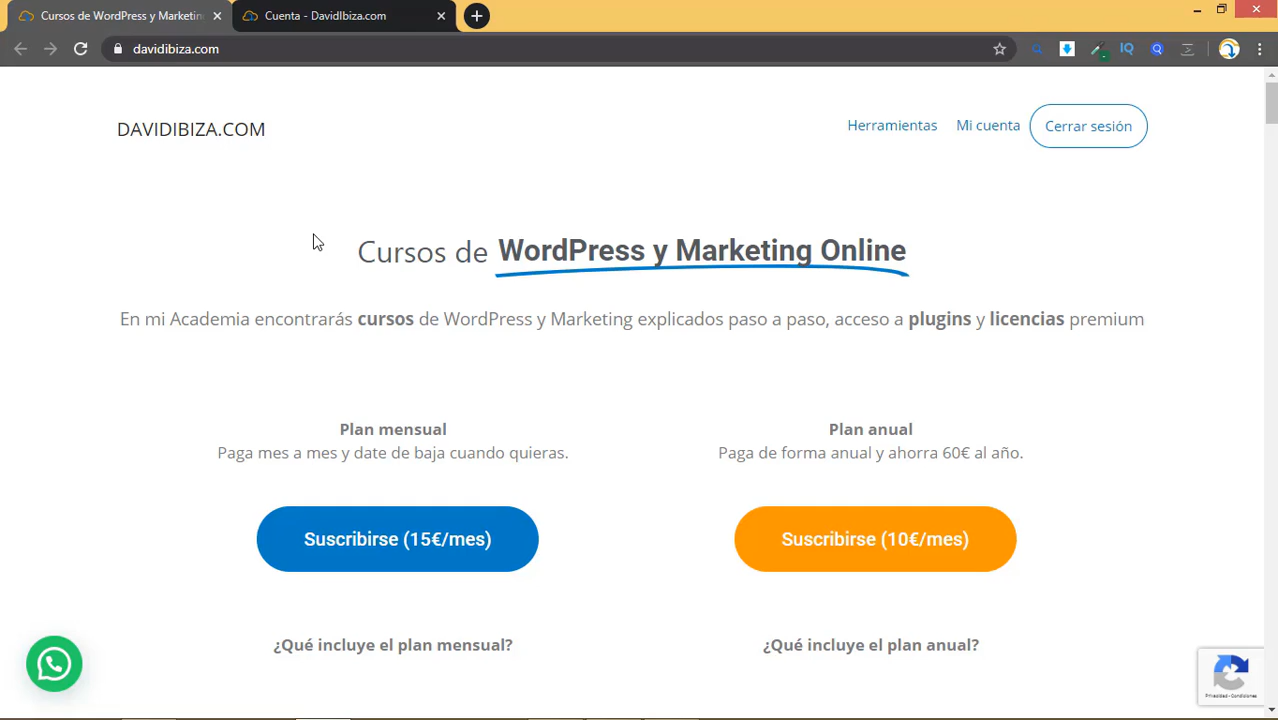 Cursos de WordPress y Marketin
Cuenta - DavidIbiza.com
davidibiza.com
IQ
DAVIDIBIZA.COM
Herramientas
Mi cuenta
Cerrar sesión
Cursos de WordPress y Marketing Online
En mi Academia encontrarás cursos de WordPress y Marketing explicados paso a paso, acceso a plugins y licencias premium
Plan mensual
Paga mes a mes y date de baja cuando quieras.
Suscribirse (15€/mes)
¿Qué incluye el plan mensual?
Plan anual
Paga de forma anual y ahorra 60€ al año.
Suscribirse (10€/mes)
¿Qué incluye el plan anual?
Privacidad - Condiciones